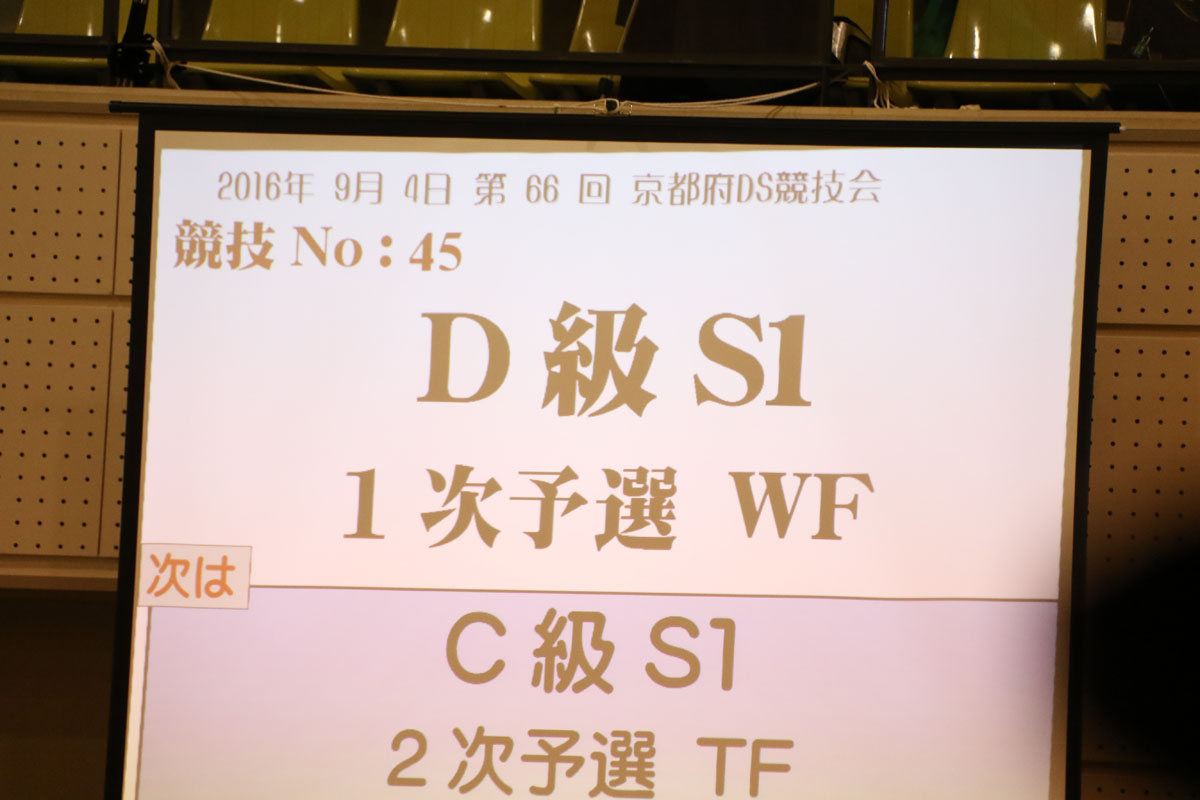 2016年 9月 4日 第 66 回 京都府DS競技会
競技 No：45
D 級 S1
1 次予選 WF
次は
C 級 S1
2 次予選 TF